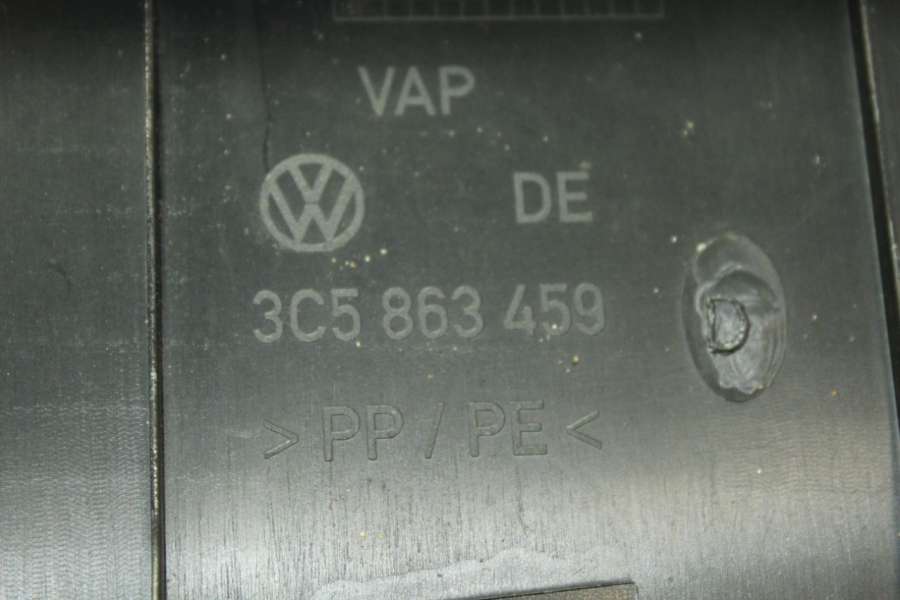 VAP
DE
3C5 863 459
> PP / PE <